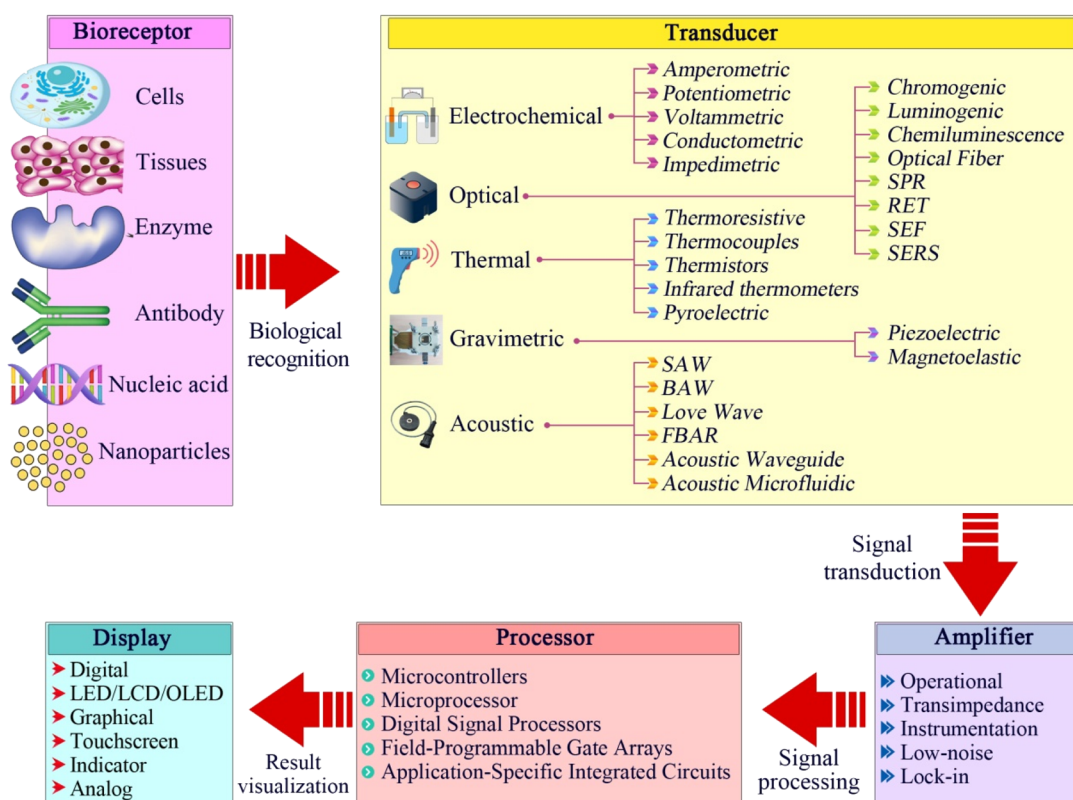 Bioreceptor
Cells
Tissues
Enzyme
Antibody
Nucleic acid
Nanoparticles
Biological
recognition
Transducer
Electrochemical
Amperometric
Potentiometric
Voltammetric
Conductometric
Impedimetric
Optical
Chromogenic
Luminogenic
Chemiluminescence
Optical Fiber
SPR
RET
SEF
SERS
Thermal
Thermoresistive
Thermocouples
Thermistors
Infrared thermometers
Pyroelectric
Gravimetric
Piezoelectric
Magnetoelastic
Acoustic
SAW
BAW
Love Wave
FBAR
Acoustic Waveguide
Acoustic Microfluidic
Signal
transduction
Amplifier
Operational
Transimpedance
Instrumentation
Low-noise
Lock-in
Signal
processing
Processor
Microcontrollers
Microprocessor
Digital Signal Processors
Field-Programmable Gate Arrays
Application-Specific Integrated Circuits
Result
visualization
Display
Digital
LED/LCD/OLED
Graphical
Touchscreen
Indicator
Analog